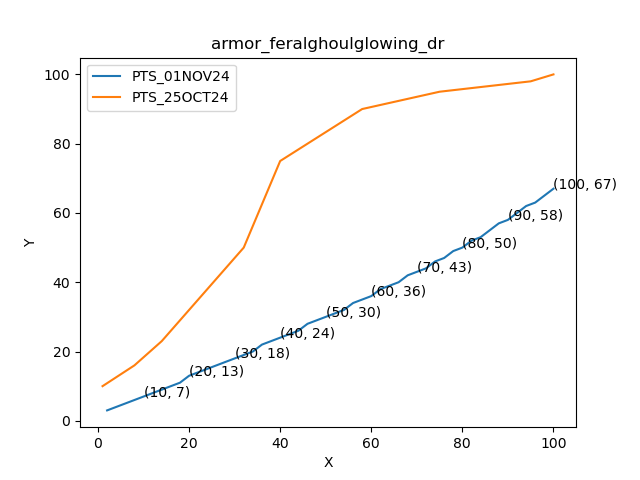 armor_feralghoulglowing_dr
PTS_01NOV24
PTS_25OCT24
100
80
60
40
20
0
Y
(100, 67)
(90, 58)
(80, 50)
(70, 43)
(60, 36)
(50, 30)
(40, 24)
(30, 18)
(20, 13)
(10, 7)
0 20 40 60 80 100
X